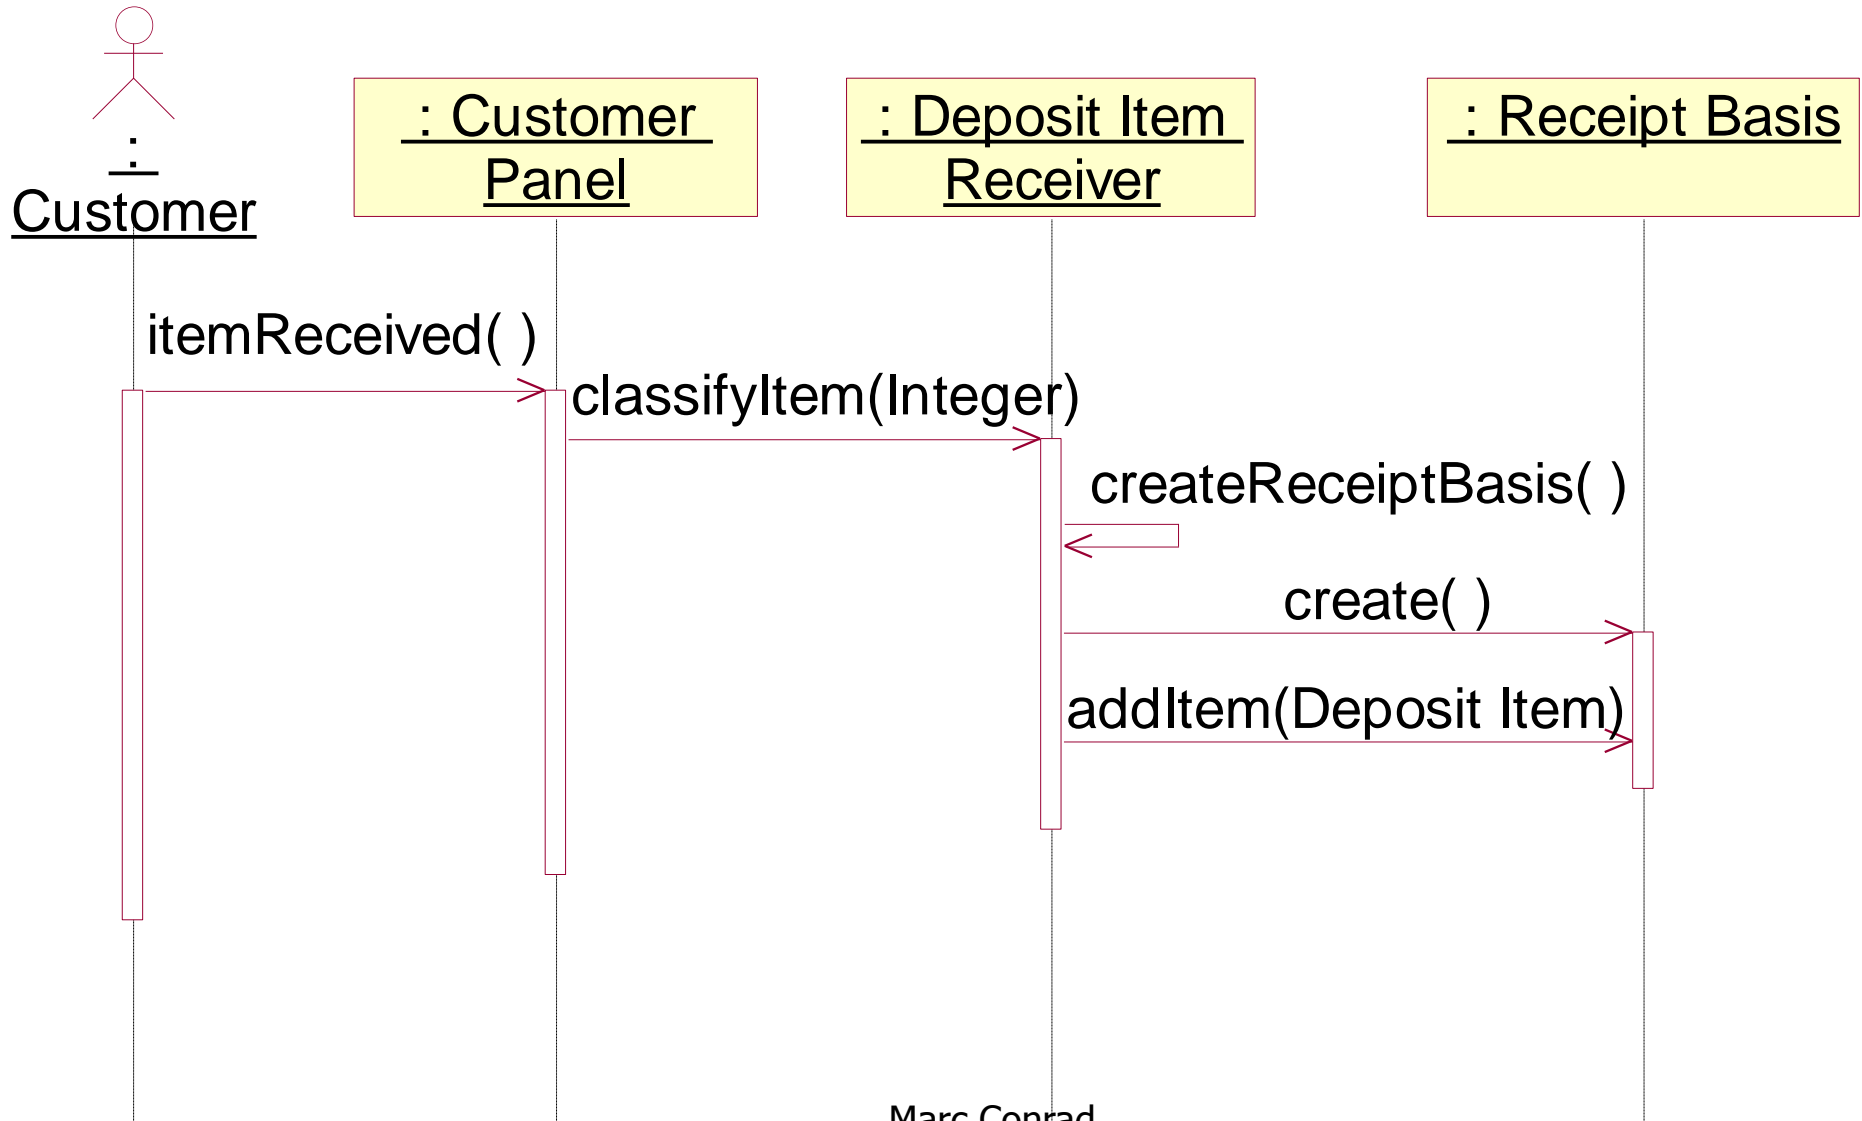 :
Customer
: Customer
Panel
: Deposit Item
Receiver
: Receipt Basis
itemReceived( )
classifyItem(Integer)
createReceiptBasis( )
create( )
addItem(Deposit Item)
Marc Conrad